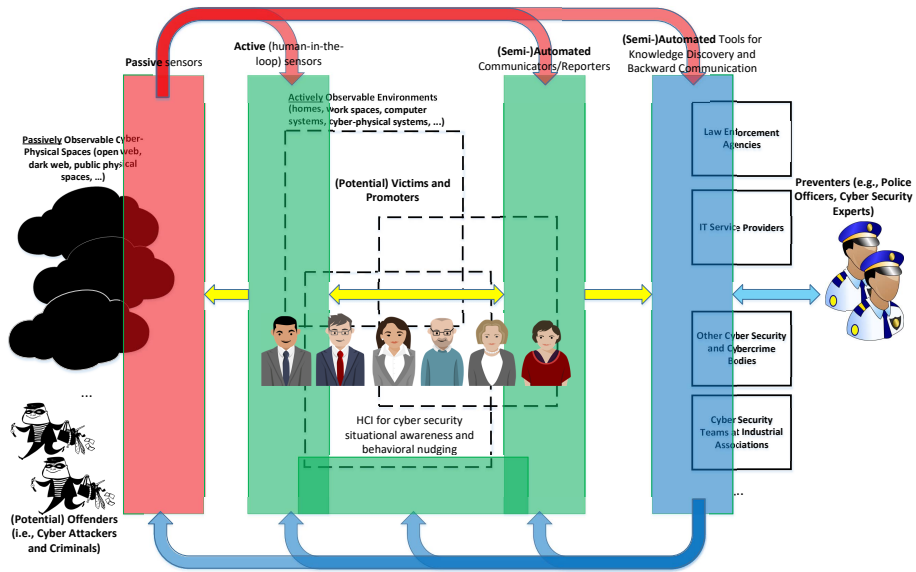 Passive sensors
Active (human-in-the-
loop) sensors
(Semi-)Automated
Communicators/Reporters
(Semi-)Automated Tools for
Knowledge Discovery and
Backward Communication
Passively Observable Cyber-
Physical Spaces (open web,
dark web, public physical
spaces, ...)
Actively Observable Environments
(homes, work spaces, computer
systems, cyber-physical systems, ...)
(Potential) Victims and
Promoters
Law Enforcement
Agencies
IT Service Providers
Preventers (e.g., Police
Officers, Cyber Security
Experts)
Other Cyber Security
and Cybercrime
Bodies
Cyber Security
Teams at Industrial
Associations
...
...
HCI for cyber security
situational awareness and
behavioral nudging
(Potential) Offenders
(i.e., Cyber Attackers
and Criminals)